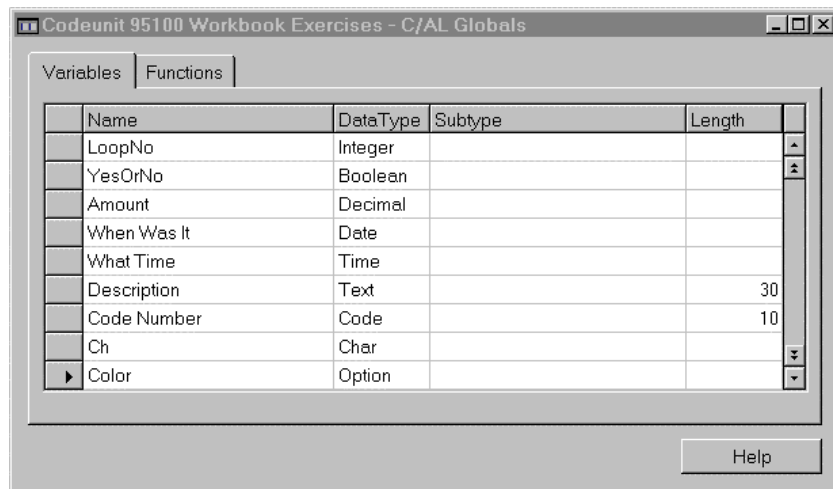 Codeunit 95100 Workbook Exercises - C/AL Globals
Variables Functions
Name DataType Subtype Length
LoopNo Integer
YesOrNo Boolean
Amount Decimal
When Was It Date
What Time Time
Description Text 30
Code Number Code 10
Ch Char
Color Option
Help